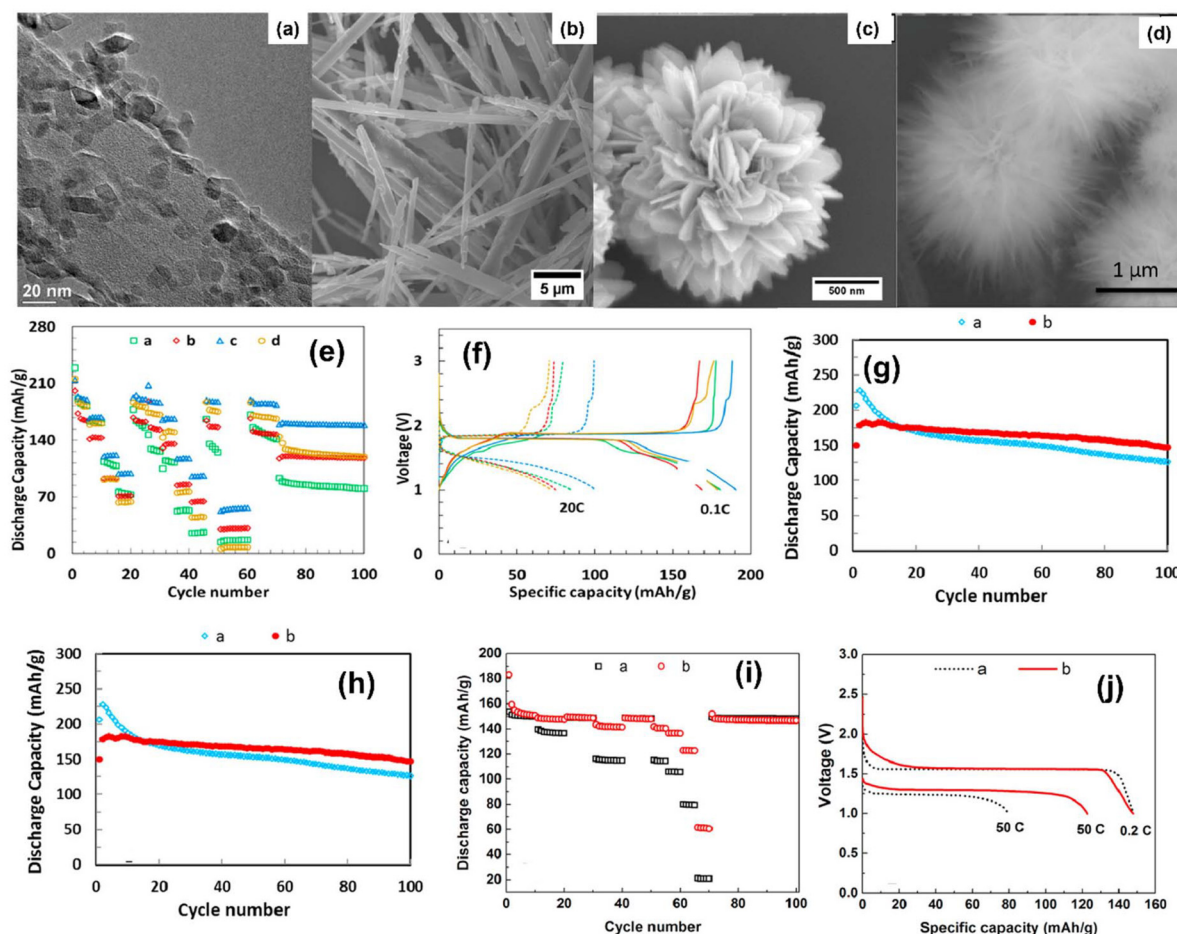 (a)
20 nm
(b)
5 µm
(c)
500 nm
(d)
1 µm
(e)
a b c d
Discharge Capacity (mAh/g)
280
210
140
70
0
0 20 40 60 80 100
Cycle number
(f)
Voltage (V)
3
2
1
0
20C
0.1C
0 50 100 150 200
Specific capacity (mAh/g)
(g)
a b
Discharge Capacity (mAh/g)
300
250
200
150
100
50
0
0 20 40 60 80 100
Cycle number
(h)
a b
Discharge Capacity (mAh/g)
300
250
200
150
100
50
0
0 20 40 60 80 100
Cycle number
(i)
a b
Discharge capacity (mAh/g)
200
180
160
140
120
100
80
60
40
20
0 20 40 60 80 100
Cycle number
(j)
a b
Voltage (V)
3.0
2.5
2.0
1.5
1.0
0.5
0.0
50 C
50 C
0.2 C
0 20 40 60 80 100 120 140 160
Specific capacity (mAh/g)